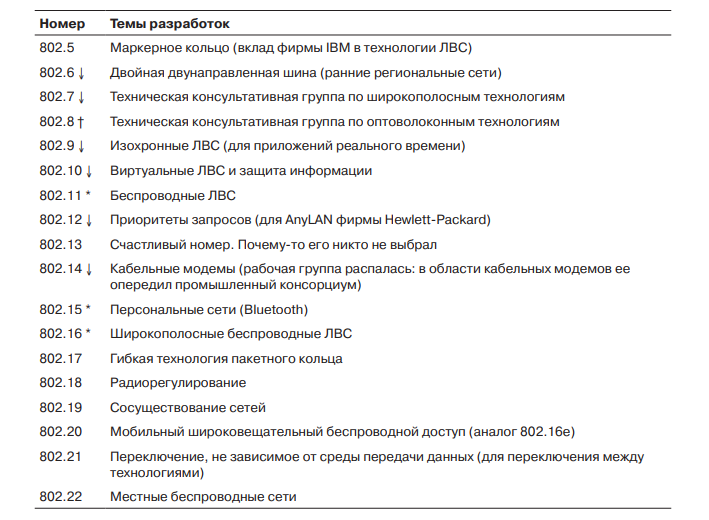 Номер Темы разработок
802.5 Маркерное кольцо (вклад фирмы IBM в технологии ЛВС)
802.6 ↓ Двойная двунаправленная шина (ранние региональные сети)
802.7 ↓ Техническая консультативная группа по широкополосным технологиям
802.8 † Техническая консультативная группа по оптоволоконным технологиям
802.9 ↓ Изохронные ЛВС (для приложений реального времени)
802.10 ↓ Виртуальные ЛВС и защита информации
802.11 * Беспроводные ЛВС
802.12 ↓ Приоритеты запросов (для AnyLAN фирмы Hewlett-Packard)
802.13 Счастливый номер. Почему-то его никто не выбрал
802.14 ↓ Кабельные модемы (рабочая группа распалась: в области кабельных модемов ее
опередил промышленный консорциум)
802.15 * Персональные сети (Bluetooth)
802.16 * Широкополосные беспроводные ЛВС
802.17 Гибкая технология пакетного кольца
802.18 Радиорегулирование
802.19 Сосуществование сетей
802.20 Мобильный широковещательный беспроводной доступ (аналог 802.16e)
802.21 Переключение, не зависимое от среды передачи данных (для переключения между
технологиями)
802.22 Местные беспроводные сети